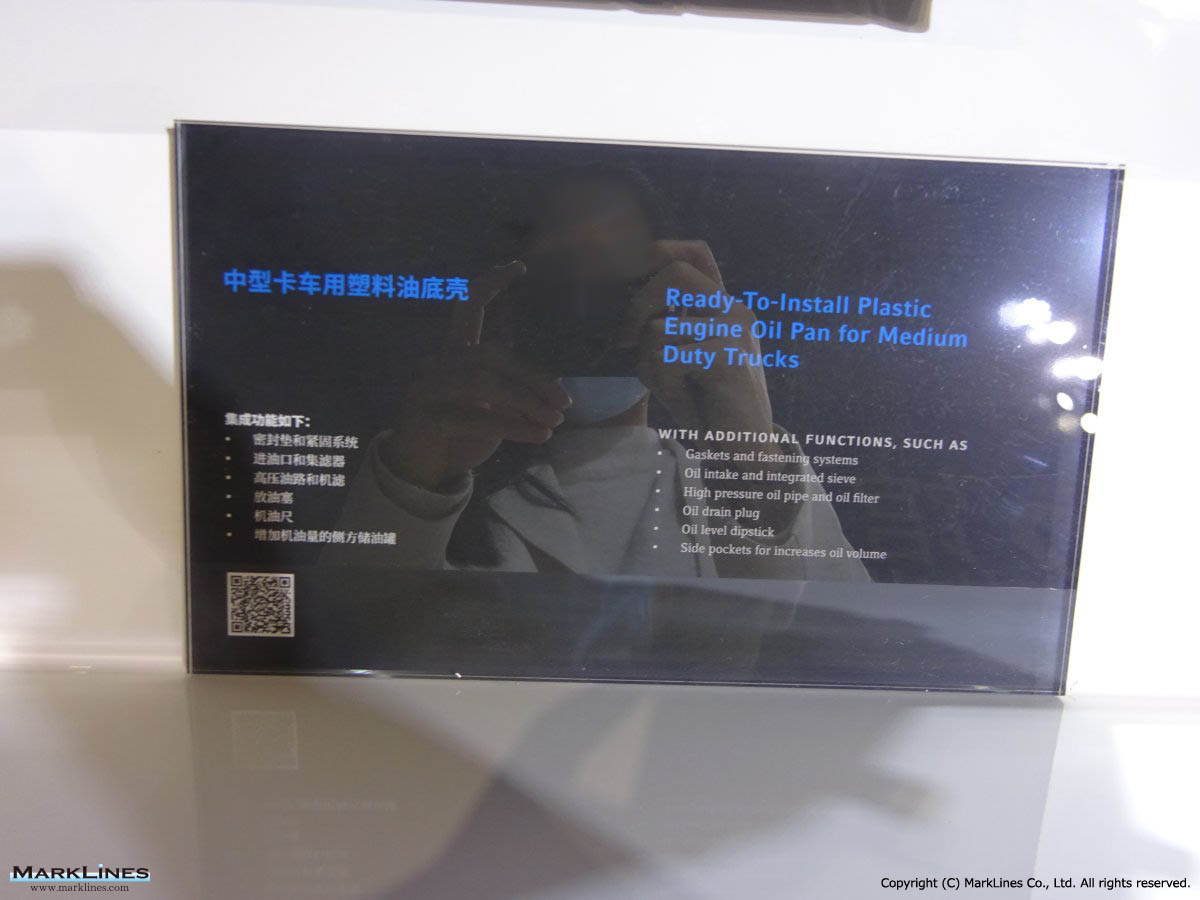 中型卡车用塑料油底壳
集成功能如下：
• 密封垫和紧固系统
• 进油口和集滤器
• 高压油路和机滤
• 放油塞
• 机油尺
• 增加机油量的侧方储油罐
Ready-To-Install Plastic
Engine Oil Pan for Medium
Duty Trucks
WITH ADDITIONAL FUNCTIONS, SUCH AS
• Gaskets and fastening systems
• Oil intake and integrated sieve
• High pressure oil pipe and oil filter
• Oil drain plug
• Oil level dipstick
• Side pockets for increases oil volume
MARKLINES
www.marklines.com
Copyright (C) MarkLines Co., Ltd. All rights reserved.